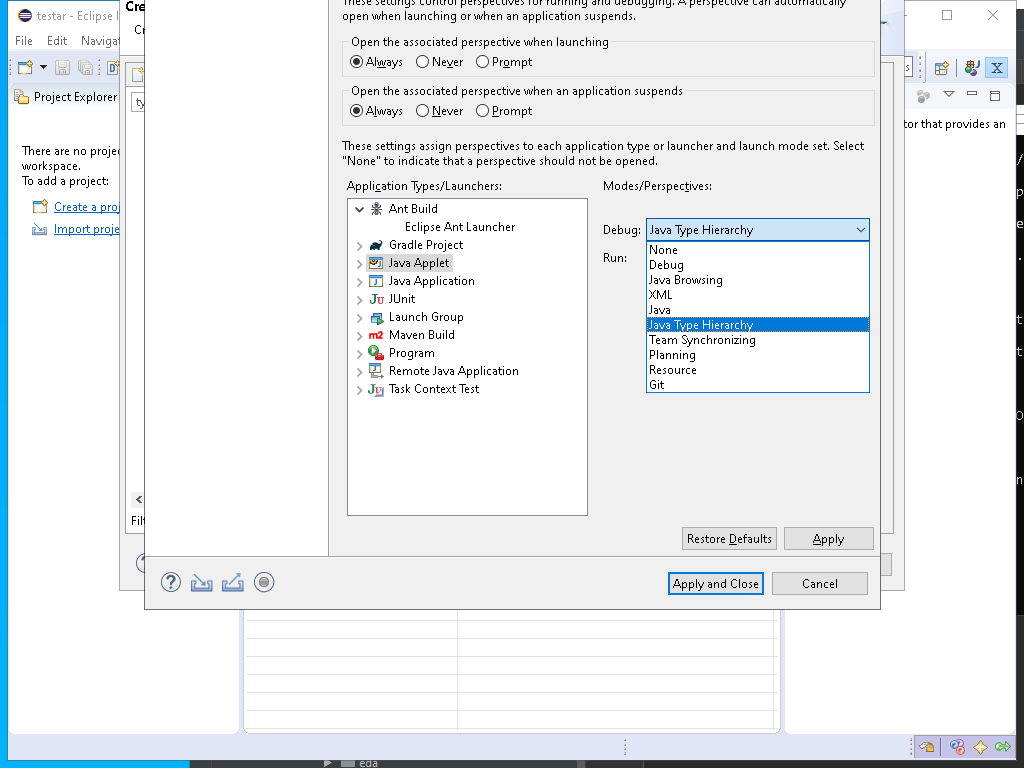 testar - Eclipse I
Cre
Cr
These settings control perspectives for running and debugging. A perspective can automatically
open when launching or when an application suspends.
File Edit Navigat
Open the associated perspective when launching
Always Never Prompt
Open the associated perspective when an application suspends
Always Never Prompt
Project Explorer
ty
tor that provides an
These settings assign perspectives to each application type or launcher and launch mode set. Select
"None" to indicate that a perspective should not be opened.
There are no proje
workspace.
To add a project:
Create a proj
Import proje
Application Types/Launchers:
Modes/Perspectives:
Ant Build
Eclipse Ant Launcher
Gradle Project
Java Applet
Java Application
JUnit
Launch Group
Maven Build
Program
Remote Java Application
Task Context Test
Debug: Java Type Hierarchy
Run:
None
Debug
Java Browsing
XML
Java
Java Type Hierarchy
Team Synchronizing
Planning
Resource
Git
Filt
Restore Defaults Apply
Apply and Close Cancel
eda